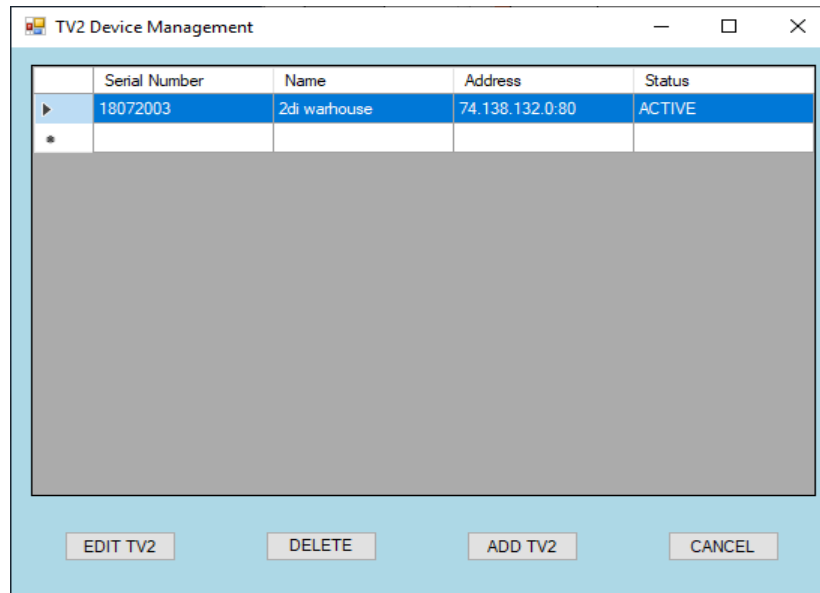 TV2 Device Management
Serial Number Name Address Status
18072003 2di warhouse 74.138.132.0:80 ACTIVE
EDIT TV2 DELETE ADD TV2 CANCEL